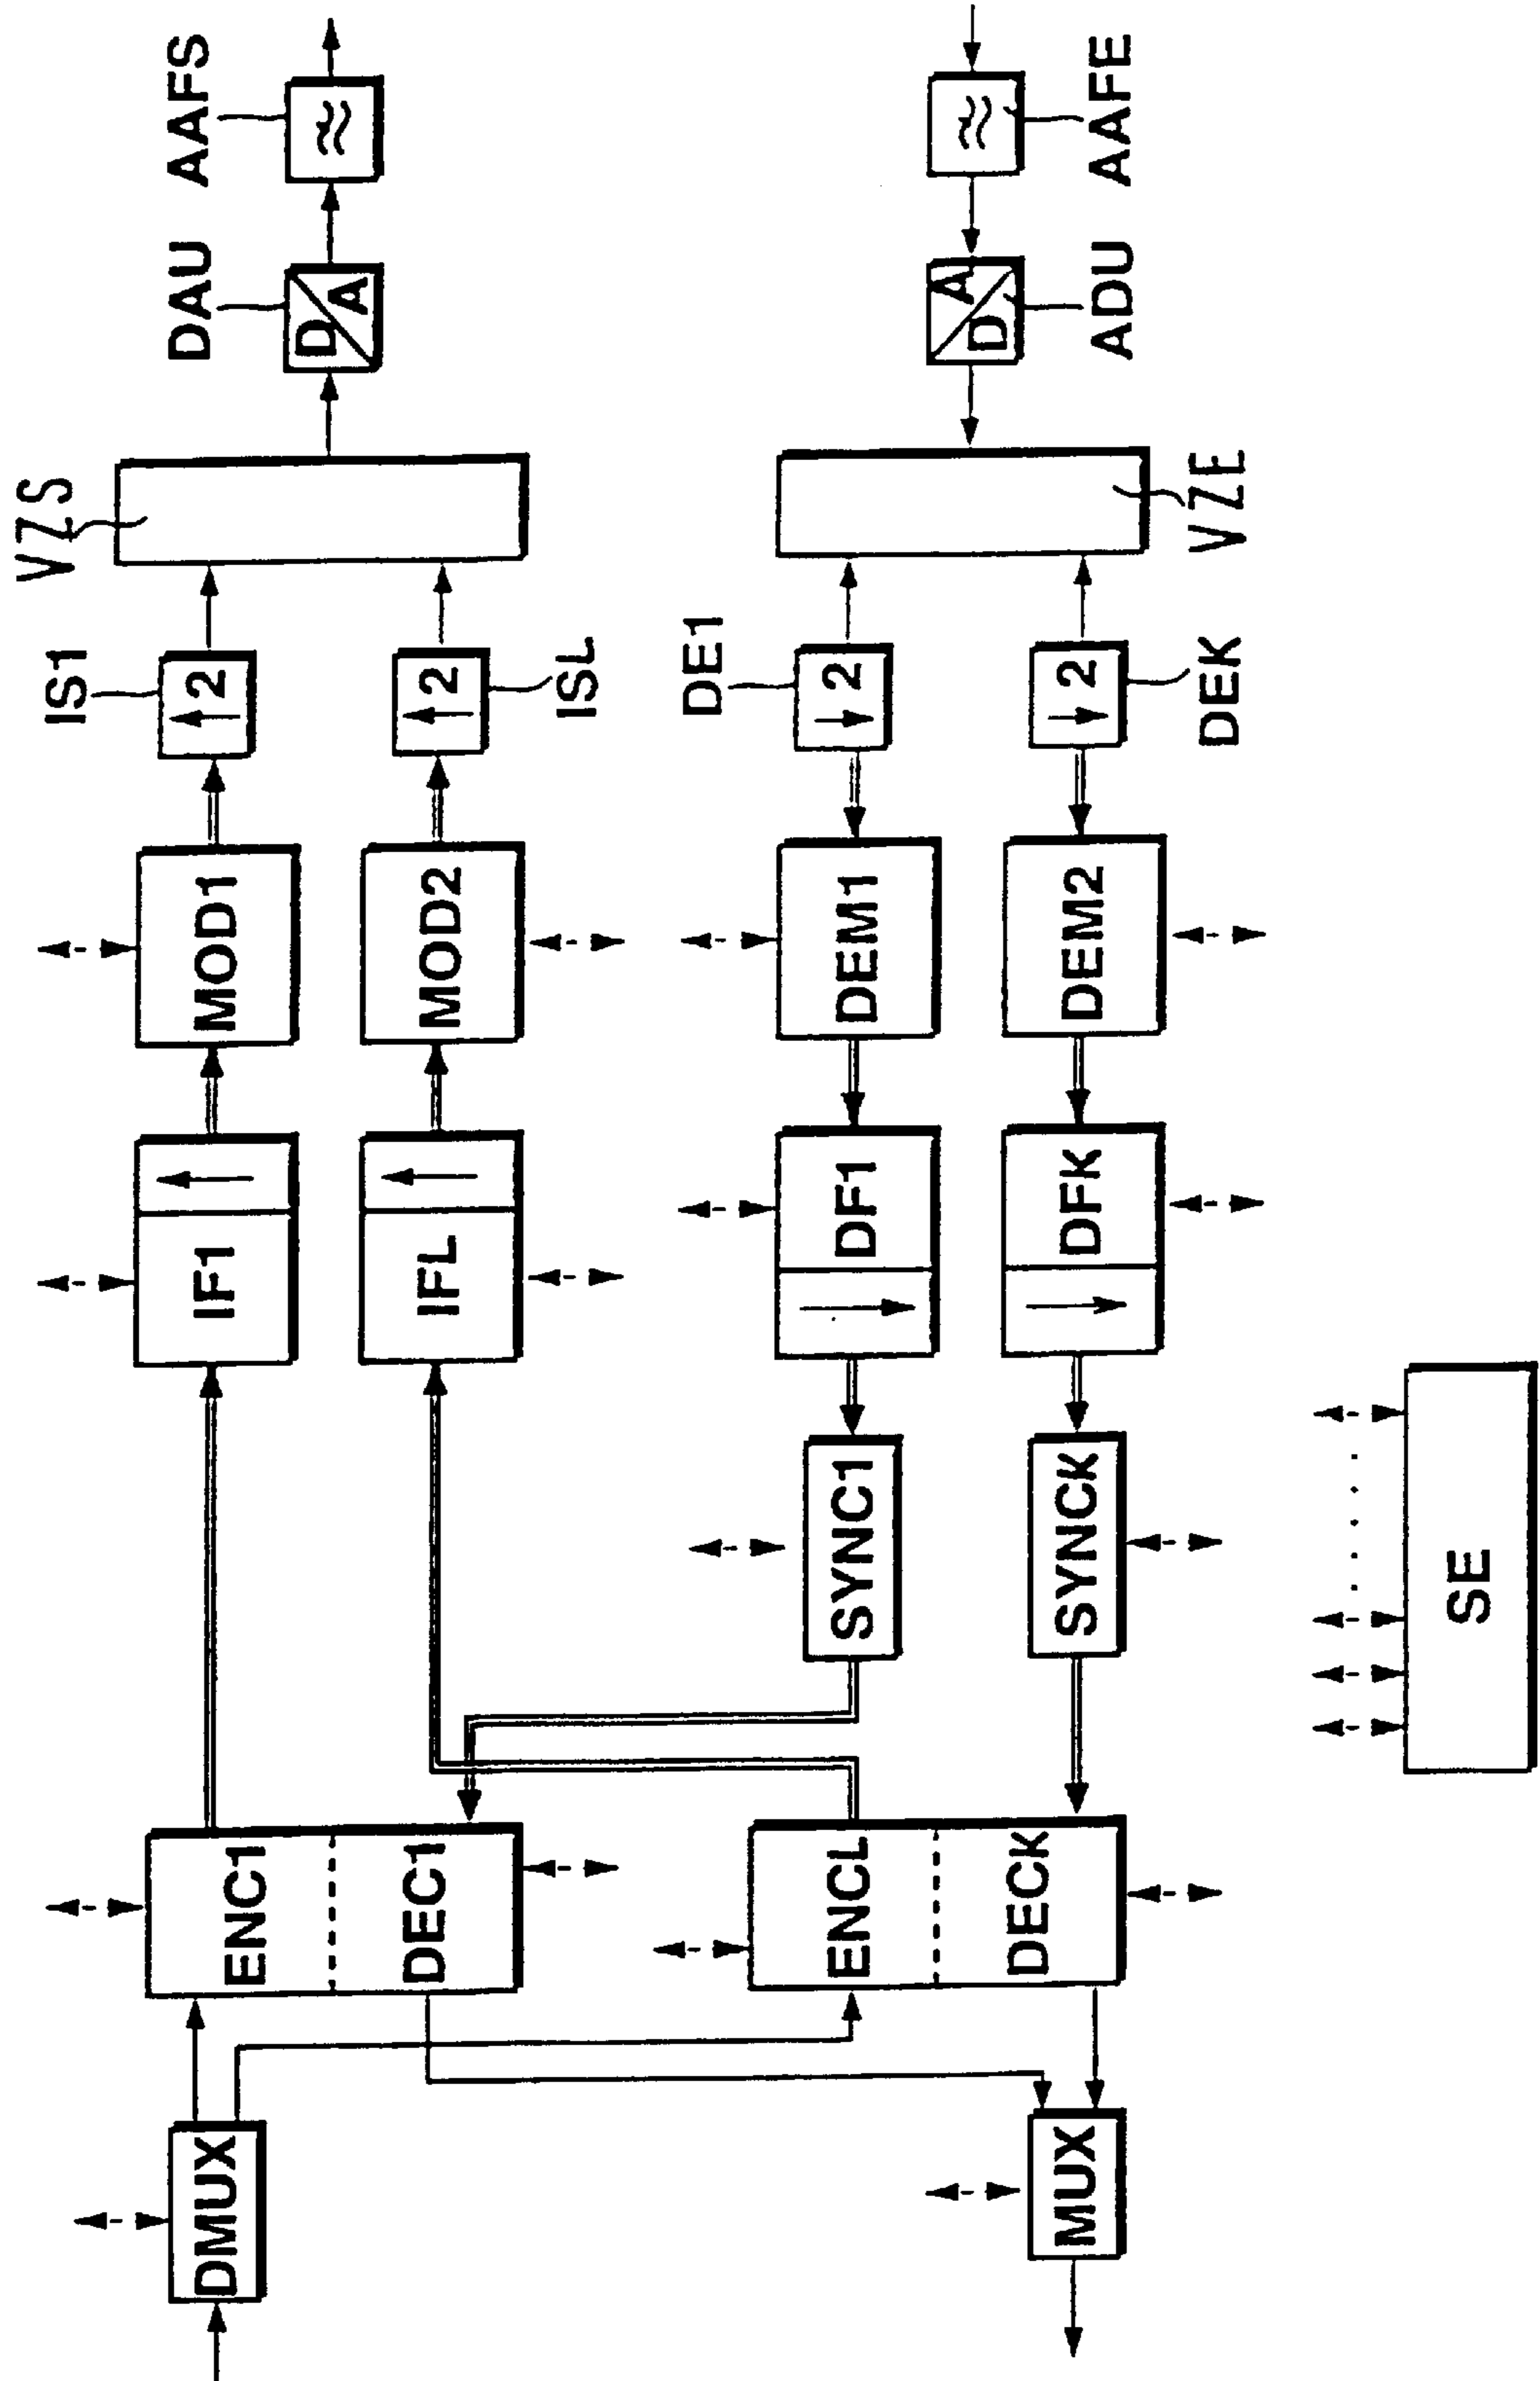 VZS
DAU
AAFS
IS1
D
A
DMUX
ENC1
IF1
MOD1
2
DEC1
IFL
MOD2
2
ISL
DE1
ENCL
SYNC1
DF1
DEM1
2
A
D
DECK
MUX
SYNCK
DFK
DEM2
2
DEK
VZE
ADU
AAFE
SE